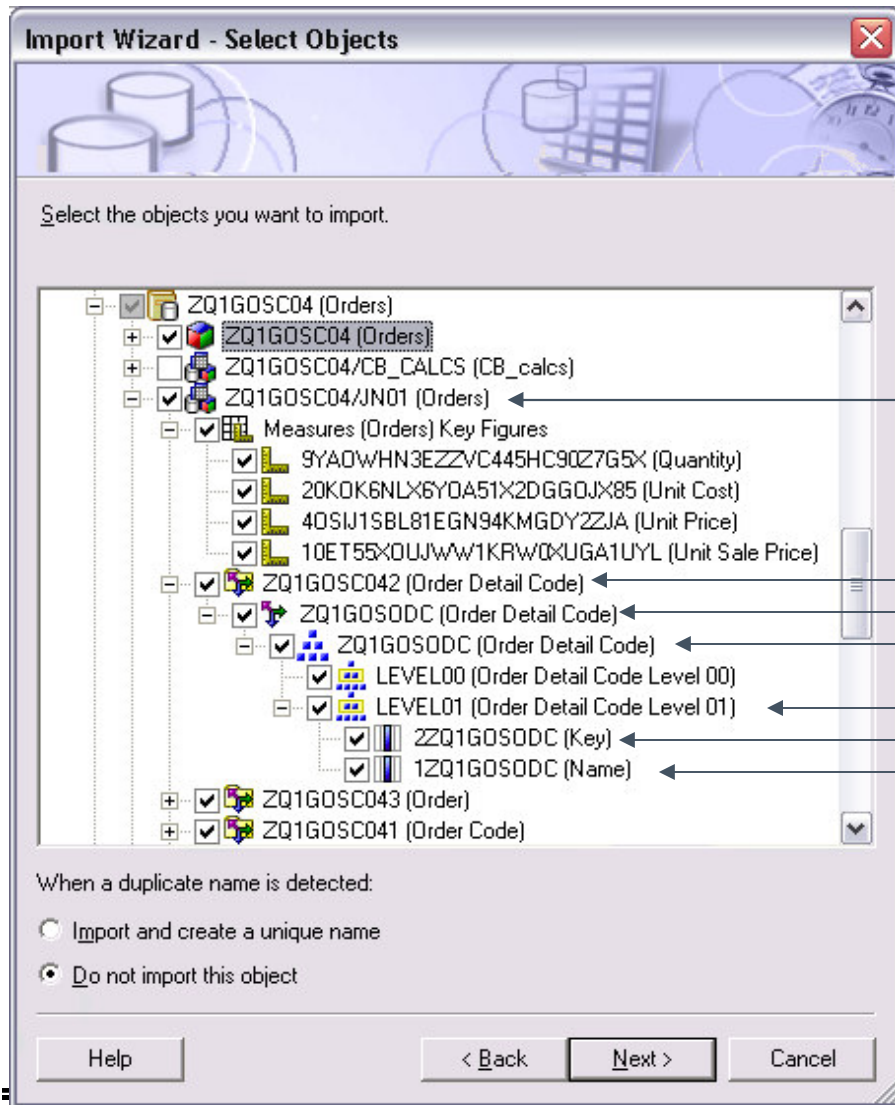 Import Wizard - Select Objects
Select the objects you want to import.
ZQ1GOSC04 (Orders)
ZQ1GOSC04 (Orders)
ZQ1GOSC04/CB_CALCS (CB_calcs)
ZQ1GOSC04/JN01 (Orders)
Measures (Orders) Key Figures
9YAOWHN3EZZVC445HC90Z7G5X (Quantity)
20KOK6NLX6YOA51X2DGGOJX85 (Unit Cost)
4OSIJ1SBL81EGN94KMGDY2ZJA (Unit Price)
10ET55XOUJWW1KRW0XUGA1UYL (Unit Sale Price)
ZQ1GOSC042 (Order Detail Code)
ZQ1GOSODC (Order Detail Code)
ZQ1GOSODC (Order Detail Code)
LEVEL00 (Order Detail Code Level 00)
LEVEL01 (Order Detail Code Level 01)
2ZQ1GOSODC (Key)
1ZQ1GOSODC (Name)
ZQ1GOSC043 (Order)
ZQ1GOSC041 (Order Code)
When a duplicate name is detected:
Import and create a unique name
Do not import this object
Help
< Back
Next >
Cancel